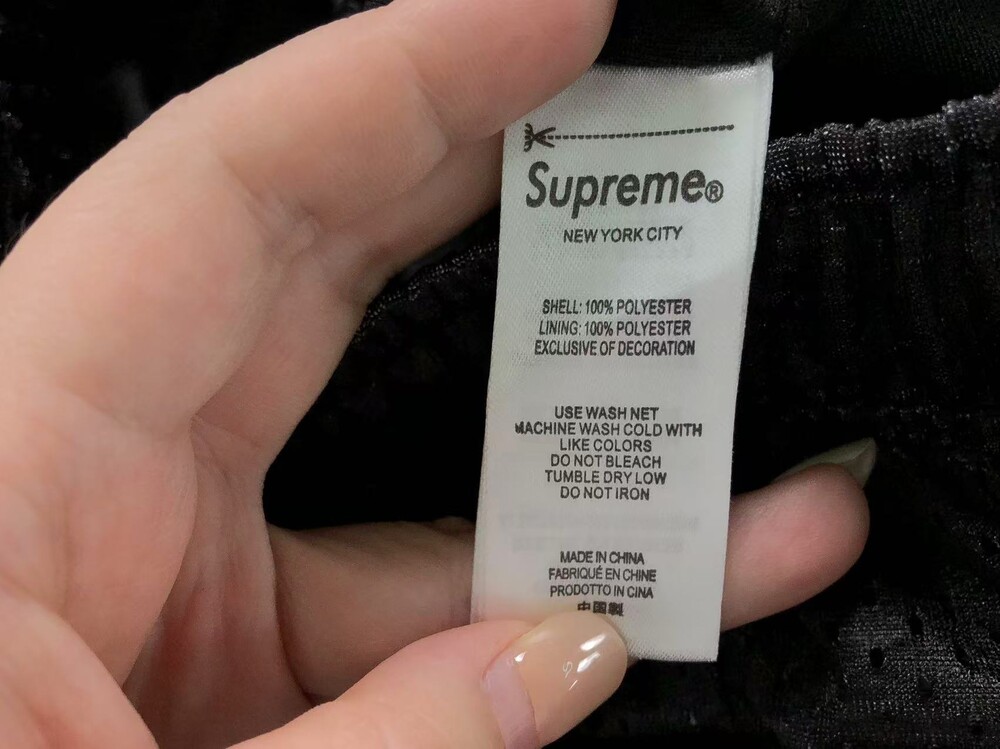 Supreme®
NEW YORK CITY
SHELL: 100% POLYESTER
LINING: 100% POLYESTER
EXCLUSIVE OF DECORATION
USE WASH NET
MACHINE WASH COLD WITH
LIKE COLORS
DO NOT BLEACH
TUMBLE DRY LOW
DO NOT IRON
MADE IN CHINA
FABRIQUÉ EN CHINE
PRODOTTO IN CINA
中国製